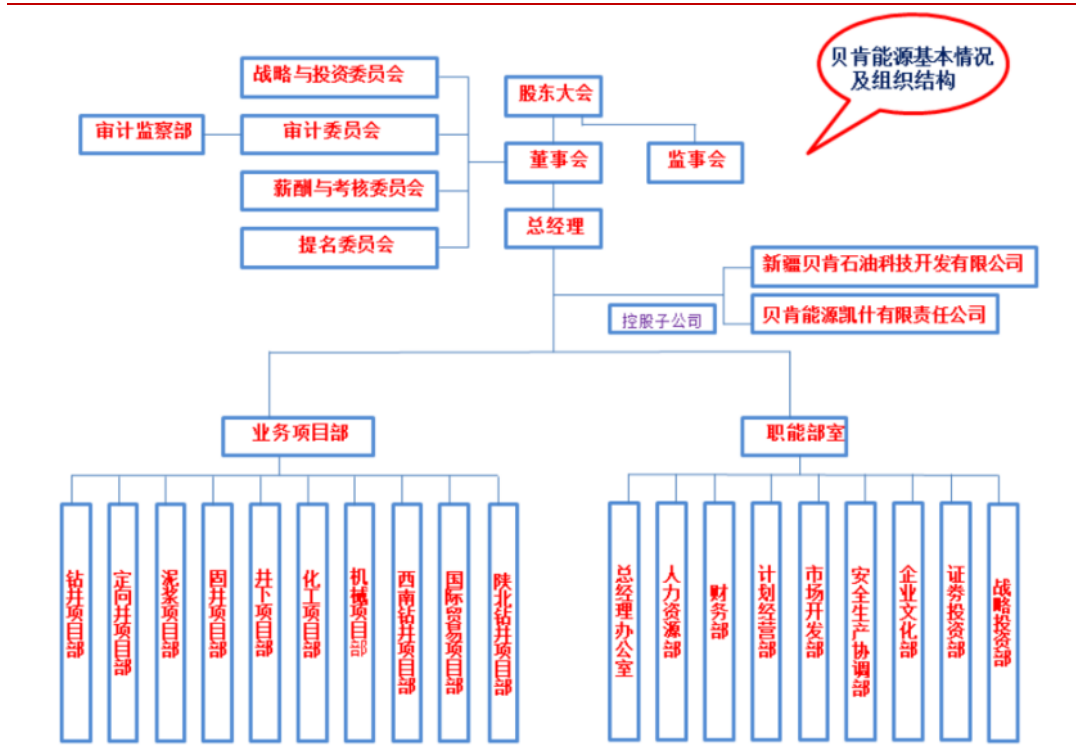 贝肯能源基本情况
及组织结构
战略与投资委员会
股东大会
审计监察部
审计委员会
董事会
监事会
薪酬与考核委员会
总经理
提名委员会
新疆贝肯石油科技开发有限公司
控股子公司
贝肯能源凯什有限责任公司
业务项目部
职能部室
钻井项目部
定向井项目部
泥浆项目部
固井项目部
井下项目部
化工项目部
机械项目部
西南钻井项目部
国际贸易项目部
陕北钻井项目部
总经理办公室
人力资源部
财务部
计划经营部
市场开发部
安全生产协调部
企业文化部
证券投资部
战略投资部